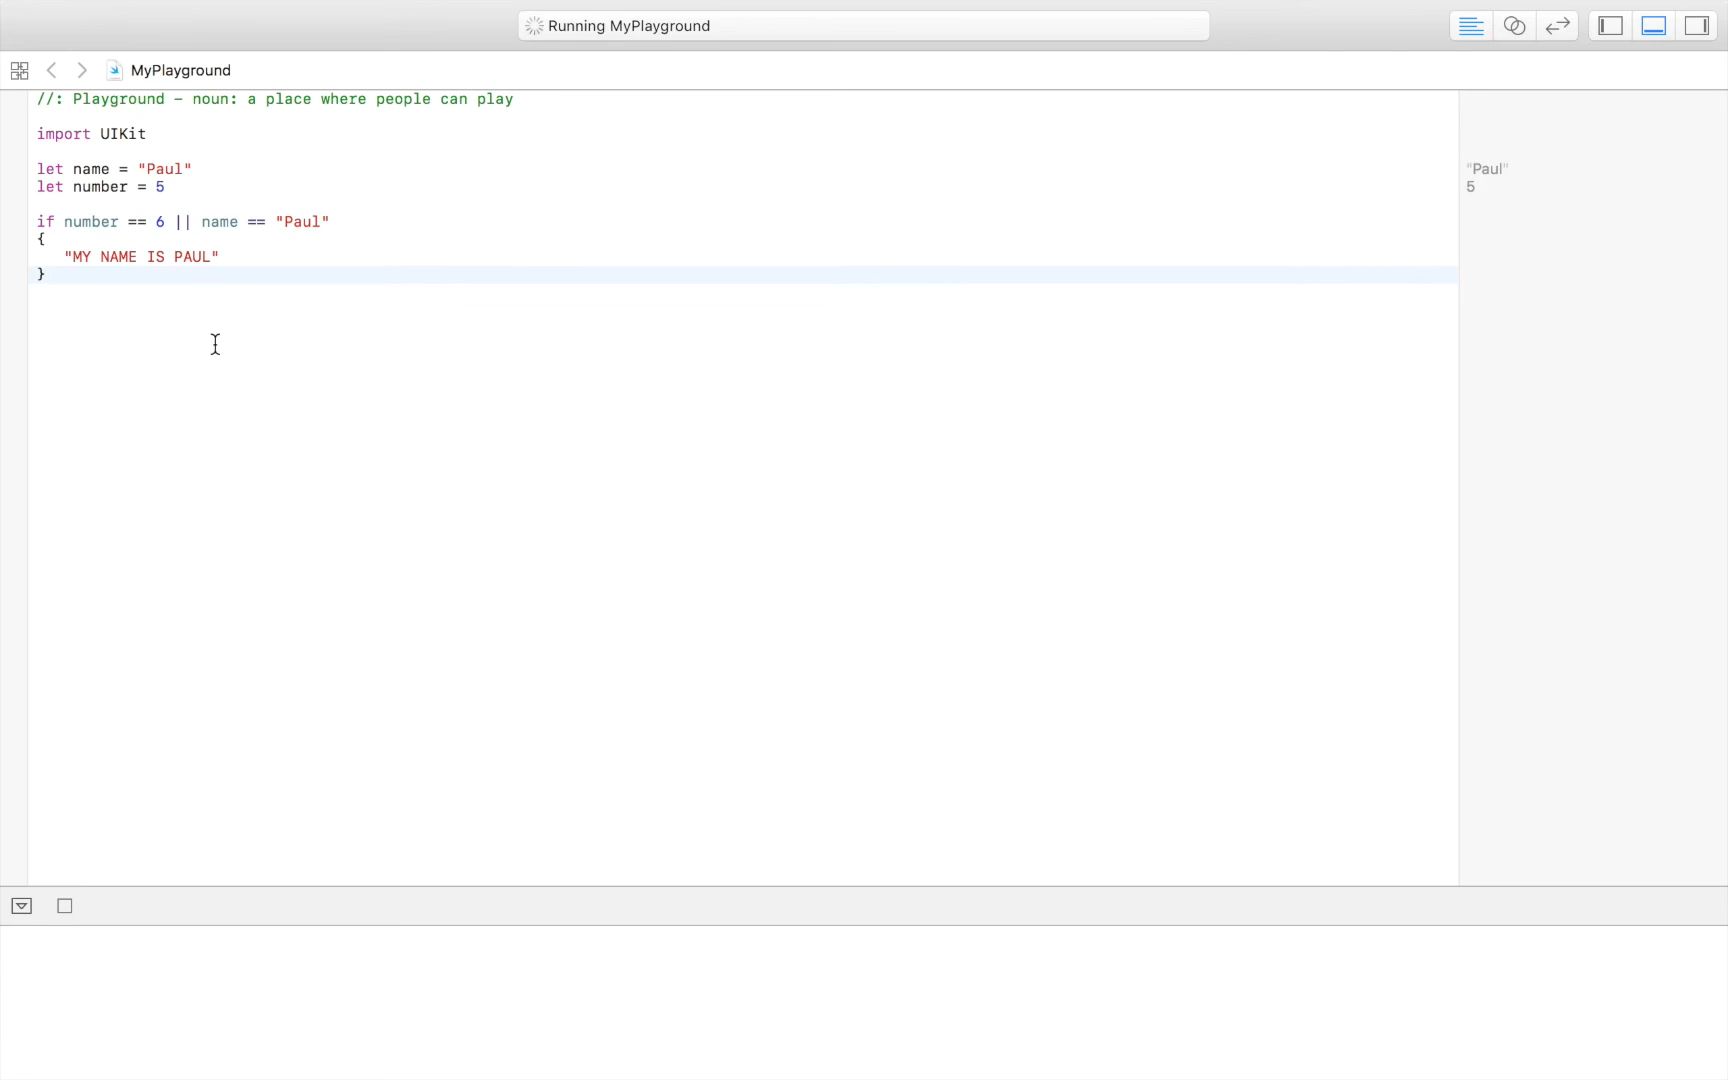 Running MyPlayground
MyPlayground
//: Playground – noun: a place where people can play
import UIKit
let name = "Paul"
"Paul"
let number = 5
5
if number == 6 || name == "Paul"
{
"MY NAME IS PAUL"
}